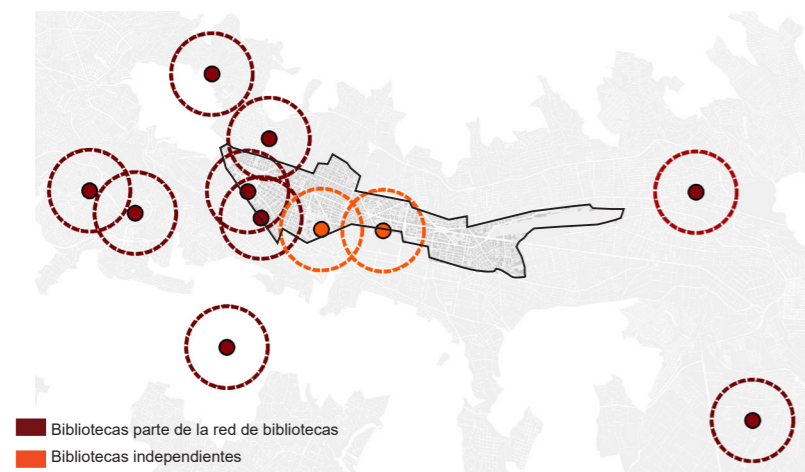 Bibliotecas parte de la red de bibliotecas
Bibliotecas independientes